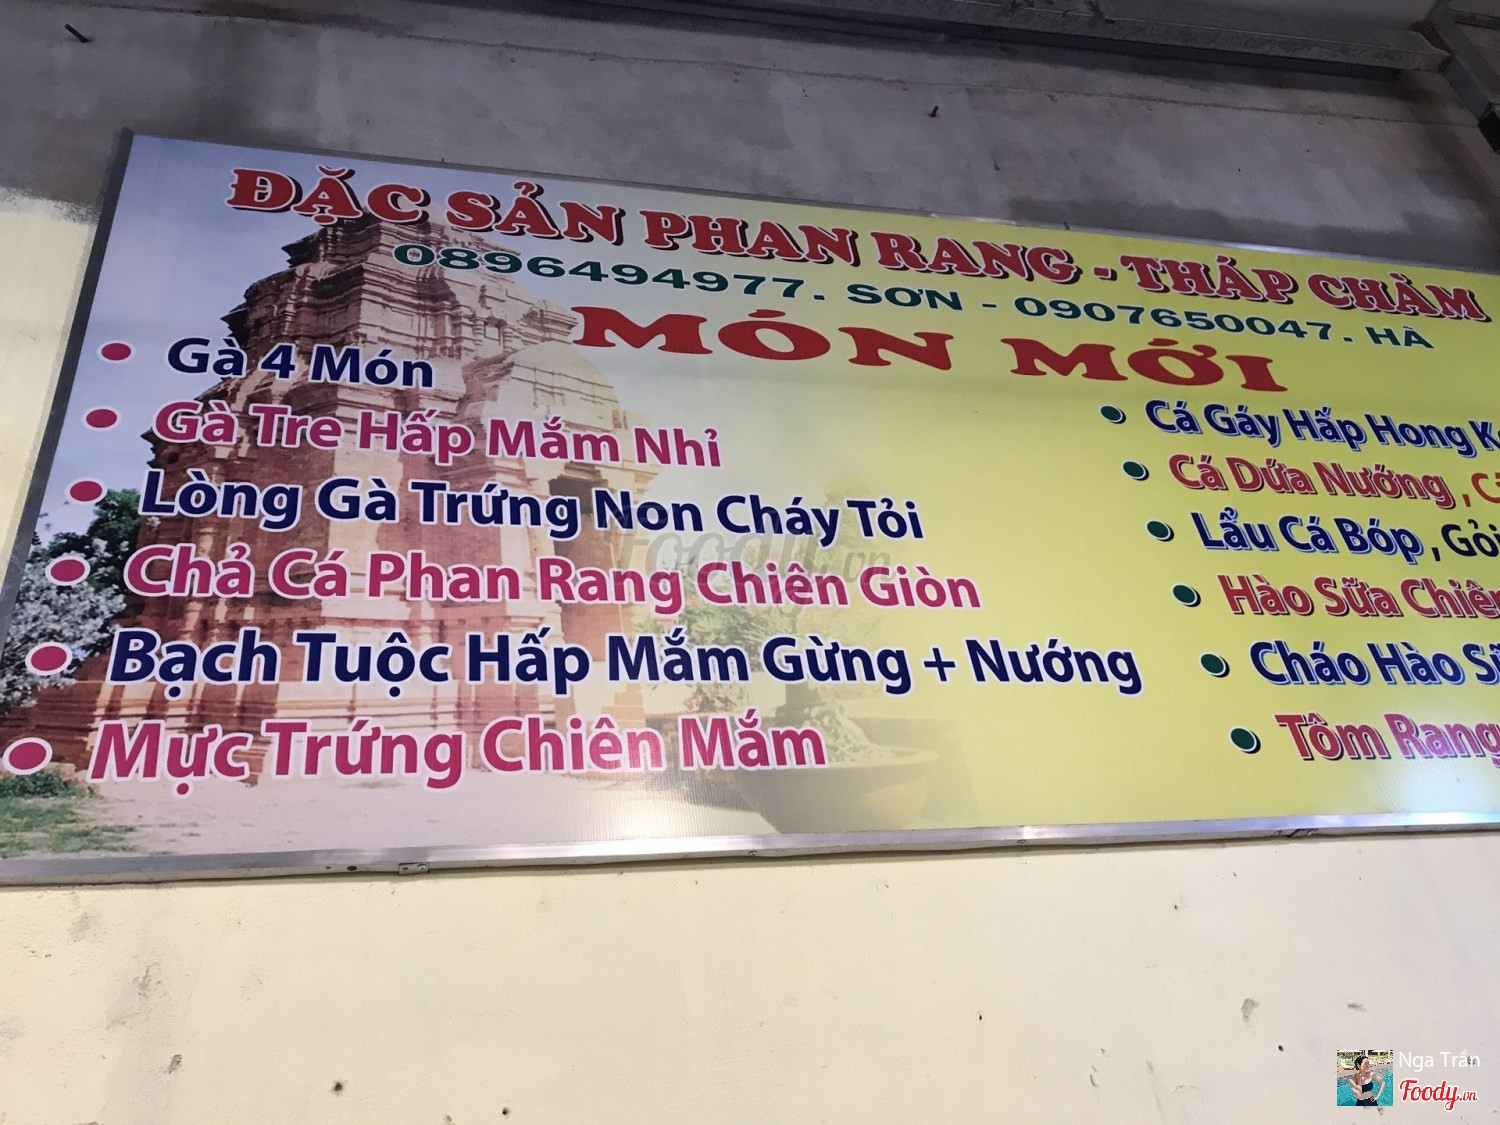 ĐẶC SẢN PHAN RANG - THÁP CHÀM
0896494977. SƠN - 0907650047. HÀ
MÓN MỚI
Gà 4 Món
Gà Tre Hấp Mắm Nhỉ
Lòng Gà Trứng Non Cháy Tỏi
Chả Cá Phan Rang Chiên Giòn
Bạch Tuộc Hấp Mắm Gừng + Nướng
Mực Trứng Chiên Mắm
Cá Gáy Hấp Hong
Cá Dứa Nướng,
Lẩu Cá Bóp, Gỏi
Hào Sữa Chiên
Cháo Hào
Tôm Rang
foody.vn
Nga Trần
Foody.vn